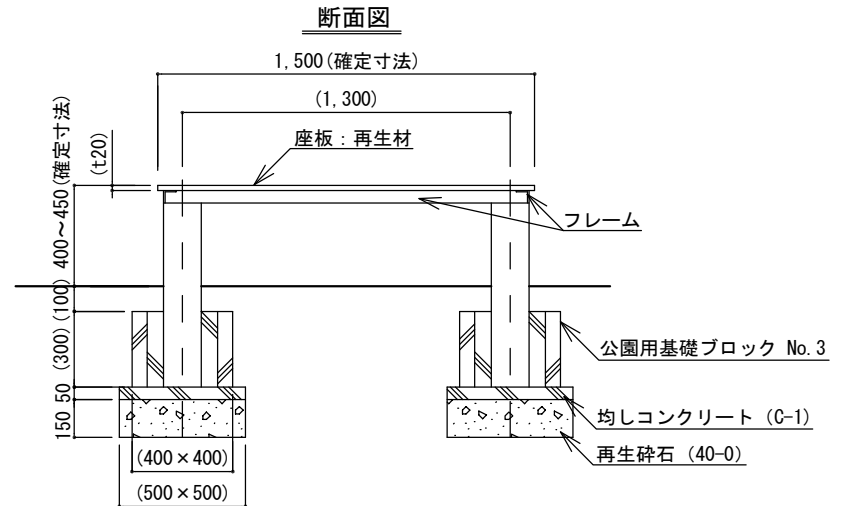 断面図
1,500(確定寸法)
(1,300)
座板：再生材
(t20)
400～450(確定寸法)
フレーム
(100)
(300)
公園用基礎ブロック No.3
50
均しコンクリート (C-1)
150
再生砕石 (40-0)
(400×400)
(500×500)